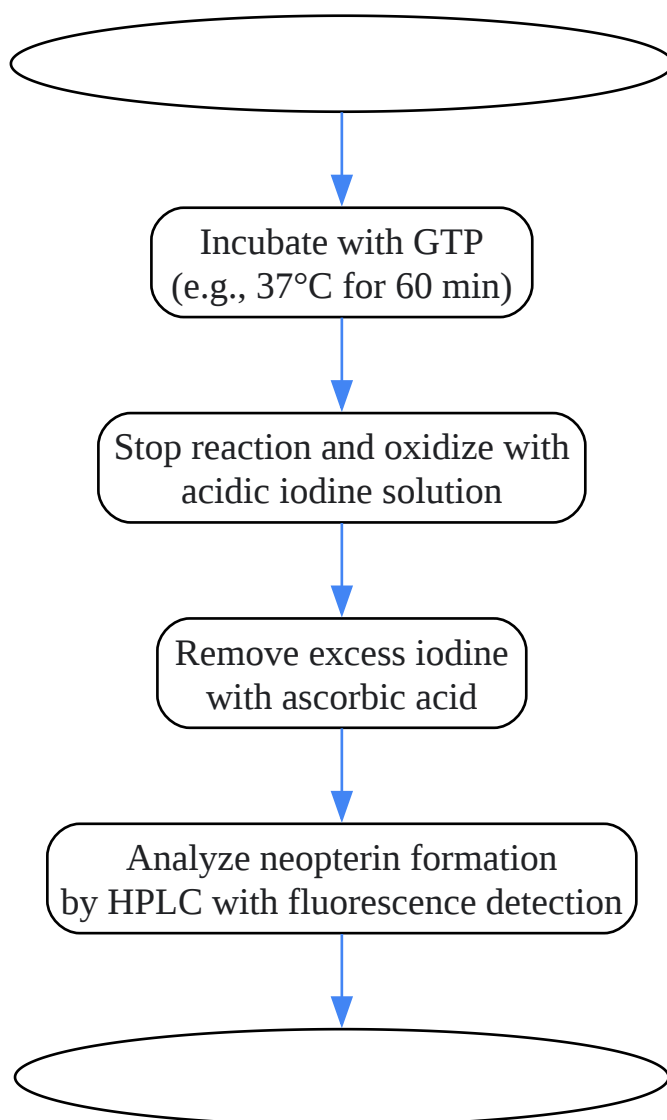 Incubate with GTP
(e.g., 37°C for 60 min)
Stop reaction and oxidize with
acidic iodine solution
Remove excess iodine
with ascorbic acid
Analyze neopterin formation
by HPLC with fluorescence detection